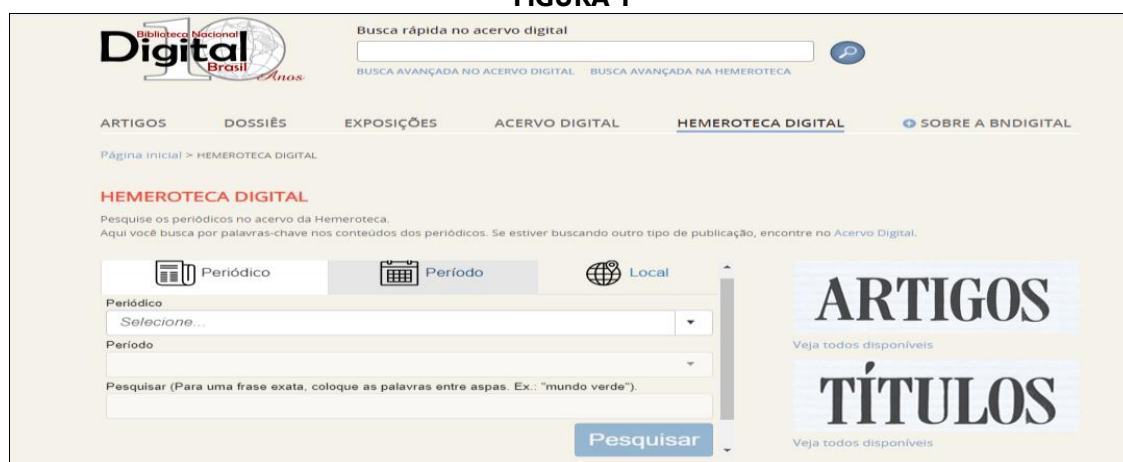 FIGURA 1
Biblioteca Nacional
Digital
Brasil
10 Anos
Busca rápida no acervo digital
BUSCA AVANÇADA NO ACERVO DIGITAL BUSCA AVANÇADA NA HEMEROTECA
ARTIGOS DOSSIÊS EXPOSIÇÕES ACERVO DIGITAL HEMEROTECA DIGITAL SOBRE A BNDIGITAL
Página inicial > HEMEROTECA DIGITAL
HEMEROTECA DIGITAL
Pesquise os periódicos no acervo da Hemeroteca.
Aqui você busca por palavras-chave nos conteúdos dos periódicos. Se estiver buscando outro tipo de publicação, encontre no Acervo Digital.
Periódico Período Local
Periódico
Selecione...
Período
Pesquisar (Para uma frase exata, coloque as palavras entre aspas. Ex.: "mundo verde").
Pesquisar
ARTIGOS
Veja todos disponíveis
TÍTULOS
Veja todos disponíveis